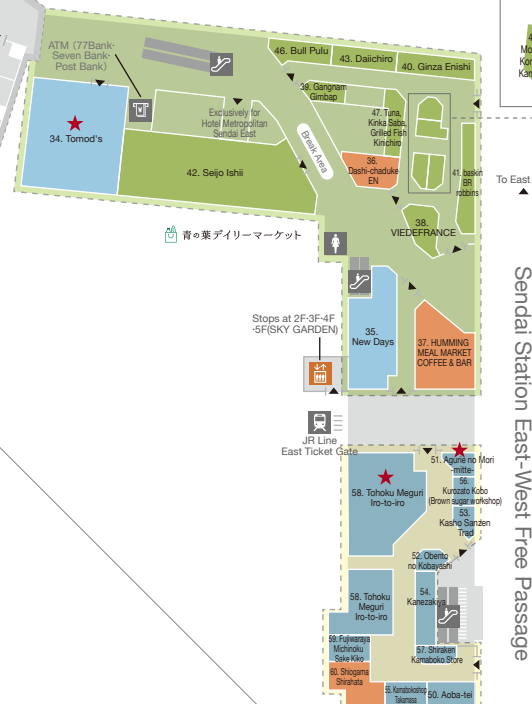 ATM (77Bank·
Seven Bank·
Post Bank)
46. Bull Pulu
43. Daiichiro
40. Ginza Enishi
39. Gangnam
Gimbap
34. Tomod's
Exclusively for
Hotel Metropolitan
Sendai East
47. Tuna,
Kinka Saba,
Grilled Fish
Kinichiro
Break Area
36.
Dashi-chaduke
EN
42. Seijo Ishii
41. baskin
BR
robbins
To East
38.
VIEDEFRANCE
青の葉デイリーマーケット
Stops at 2F·3F·4F
·5F(SKY GARDEN)
35.
New Days
37. HUMMING
MEAL MARKET
COFFEE & BAR
Sendai Station East-West Free Passage
JR Line
East Ticket Gate
51. Agurie no Mori
-mitte-
58. Tohoku Meguri
Iro-to-iro
56.
Kurozato Kobo
(Brown sugar workshop)
53.
Kasho Sanzen
Trad
52. Obento
no Kobayashi
58. Tohoku
Meguri
Iro-to-iro
54.
Kanezakiya
59. Fujiwaraya
Michinoku
Sake Kiko
57. Shiraken
Kamaboko Store
60. Shiogama
Shirahata
55. Kamabokoshop
Takamasa
50. Aoba-tei